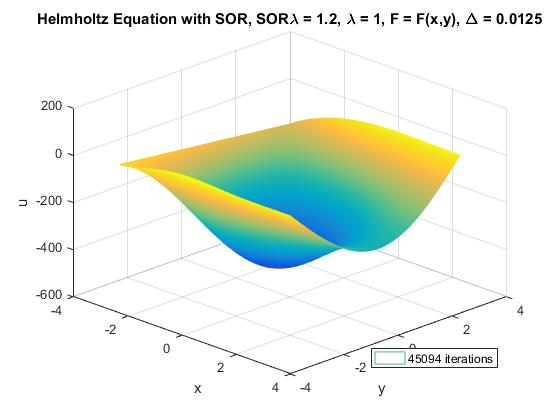 Helmholtz Equation with SOR, SORλ = 1.2, λ = 1, F = F(x,y), Δ = 0.0125
200
0
-200
-400
-600
u
-4
-2
0
2
4
x
-4
-2
2
4
y
45094 iterations